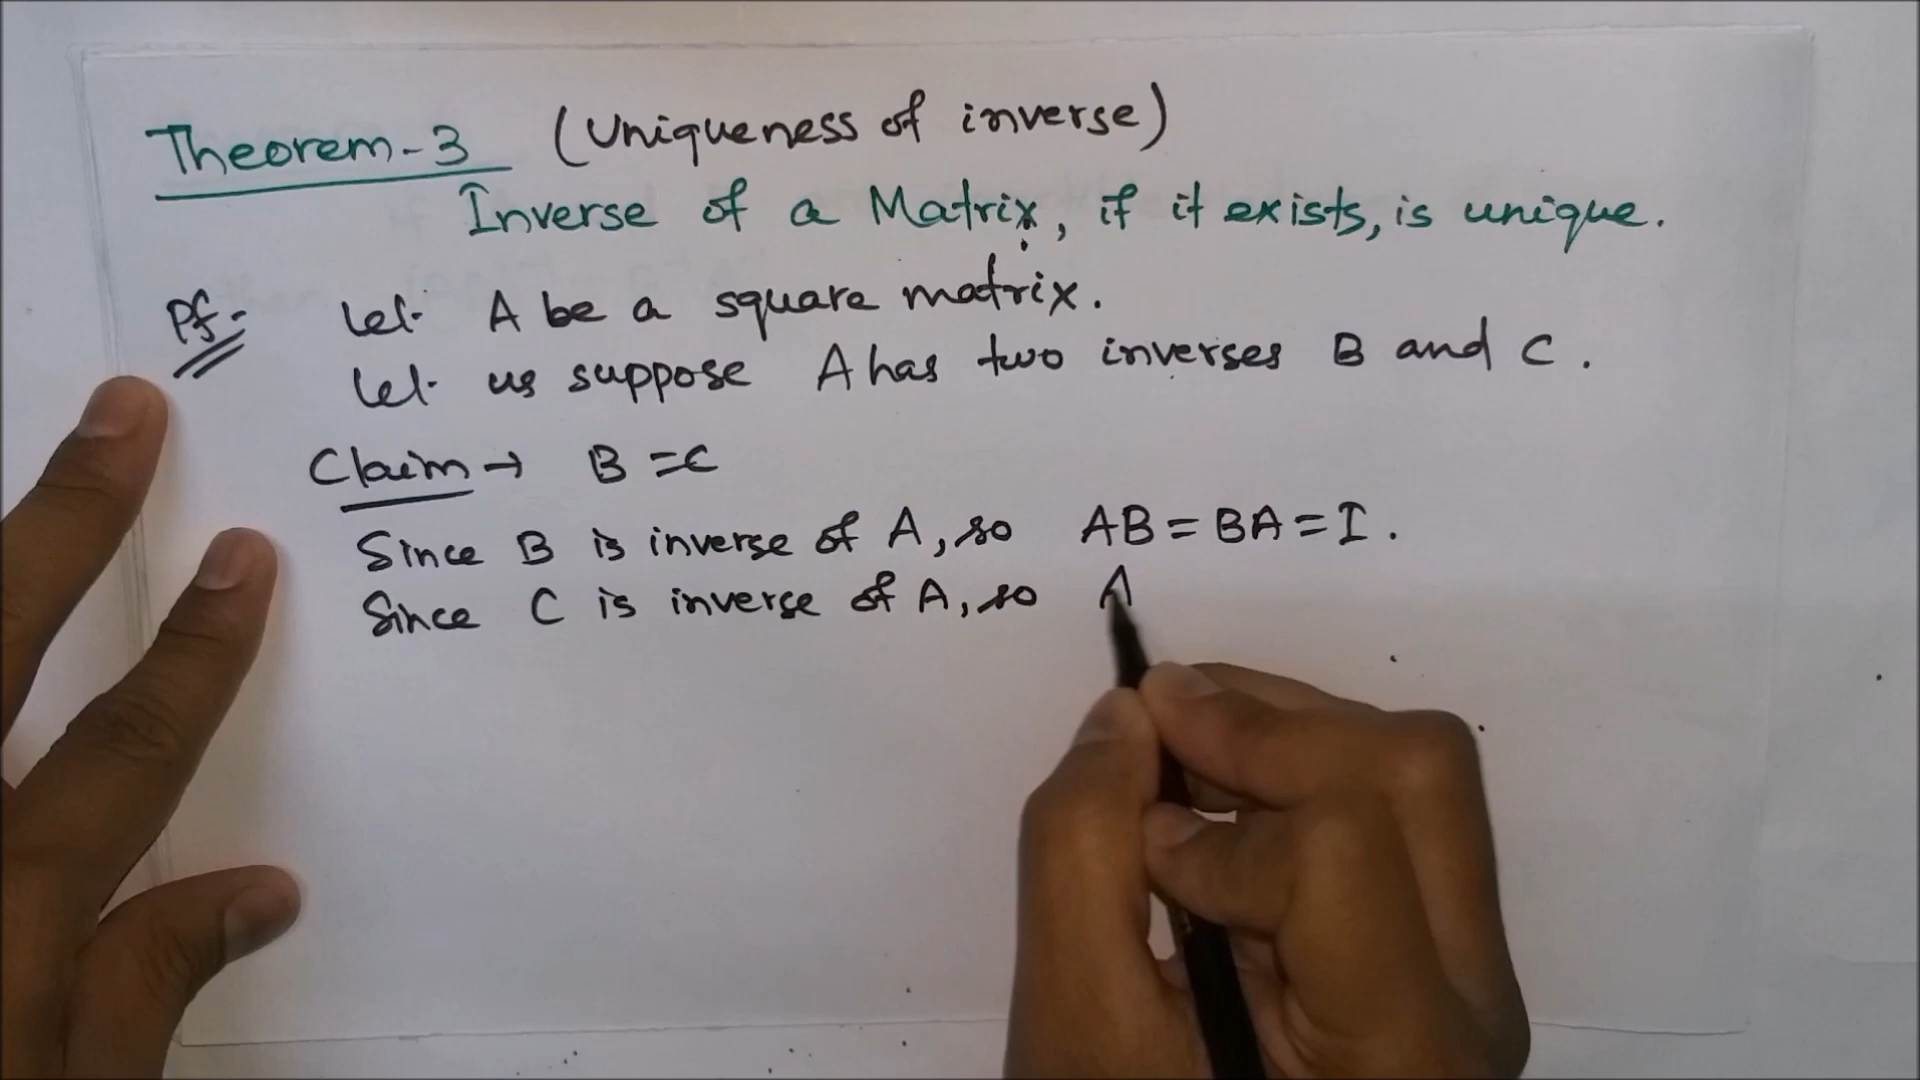 Theorem-3 (Uniqueness of inverse)
Inverse of a Matrix, if it exists, is unique.
Pf- Let A be a square matrix.
Let us suppose A has two inverses B and C.
Claim → B = C
Since B is inverse of A, so AB = BA = I.
Since C is inverse of A, so A